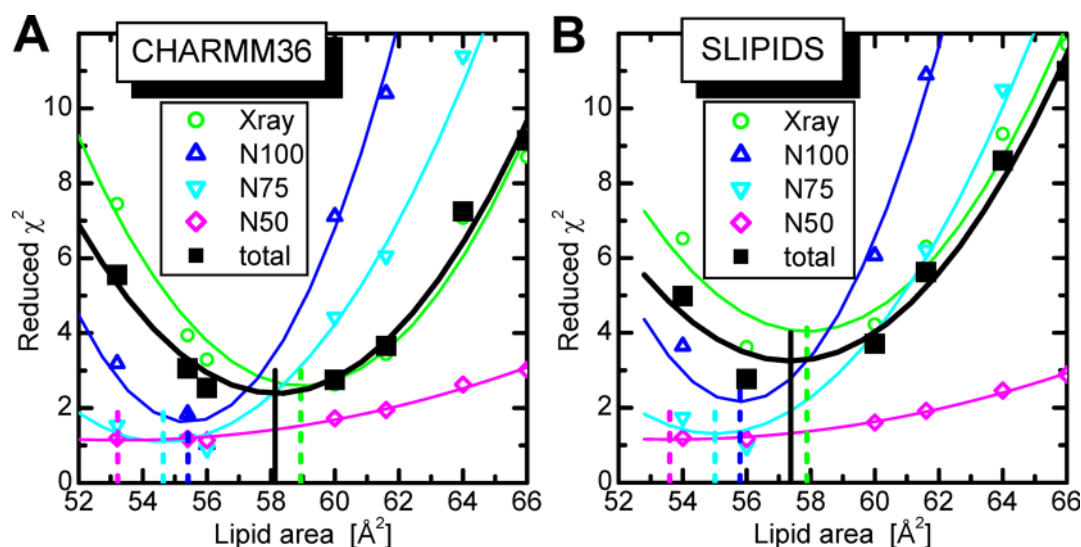 A
CHARMM36
Xray
N100
N75
N50
total
Reduced χ²
10
8
6
4
2
0
52 54 56 58 60 62 64 66
Lipid area [Å²]
B
SLIPIDS
Xray
N100
N75
N50
total
Reduced χ²
10
8
6
4
2
0
52 54 56 58 60 62 64 66
Lipid area [Å²]